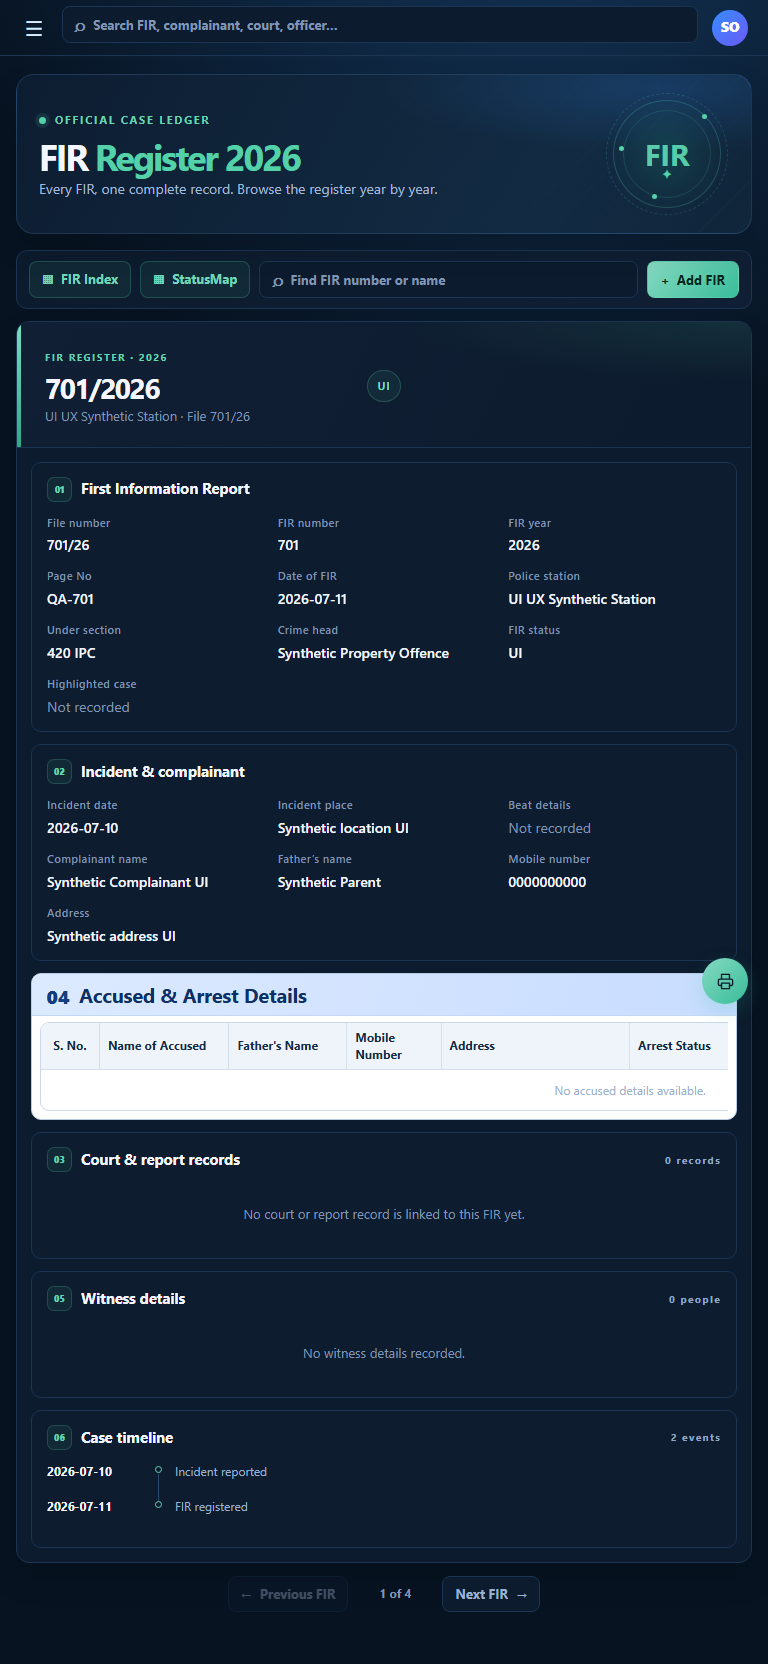 Search FIR, complainant, court, officer...
SO
OFFICIAL CASE LEDGER
FIR Register 2026
Every FIR, one complete record. Browse the register year by year.
FIR
FIR Index
StatusMap
Find FIR number or name
+ Add FIR
FIR REGISTER · 2026
701/2026
UI UX Synthetic Station · File 701/26
UI
01 First Information Report
File number FIR number FIR year
701/26 701 2026
Page No Date of FIR Police station
QA-701 2026-07-11 UI UX Synthetic Station
Under section Crime head FIR status
420 IPC Synthetic Property Offence UI
Highlighted case
Not recorded
02 Incident & complainant
Incident date Incident place Beat details
2026-07-10 Synthetic location UI Not recorded
Complainant name Father's name Mobile number
Synthetic Complainant UI Synthetic Parent 0000000000
Address
Synthetic address UI
04 Accused & Arrest Details
S. No. Name of Accused Father's Name Mobile Number Address Arrest Status
No accused details available.
03 Court & report records 0 records
No court or report record is linked to this FIR yet.
05 Witness details 0 people
No witness details recorded.
06 Case timeline 2 events
2026-07-10 Incident reported
2026-07-11 FIR registered
← Previous FIR 1 of 4 Next FIR →